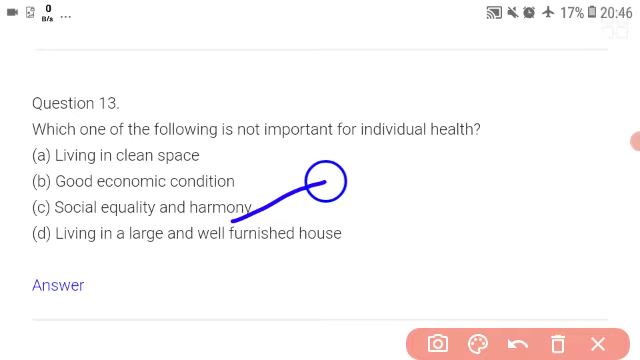 0
B/s
...
17% 20:46
Question 13.
Which one of the following is not important for individual health?
(a) Living in clean space
(b) Good economic condition
(c) Social equality and harmony
(d) Living in a large and well furnished house
Answer